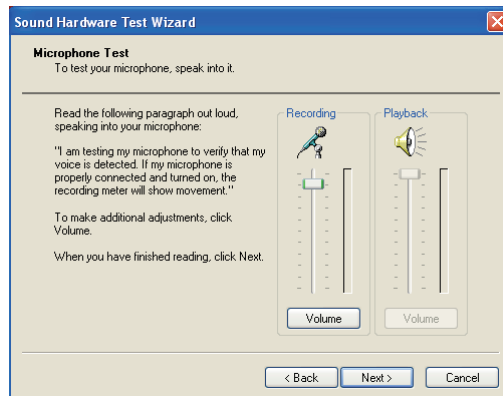 Sound Hardware Test Wizard
Microphone Test
To test your microphone, speak into it.
Read the following paragraph out loud,
speaking into your microphone:
"I am testing my microphone to verify that my
voice is detected. If my microphone is
properly connected and turned on, the
recording meter will show movement."
To make additional adjustments, click
Volume.
When you have finished reading, click Next.
Recording
Volume
Playback
Volume
< Back
Next >
Cancel